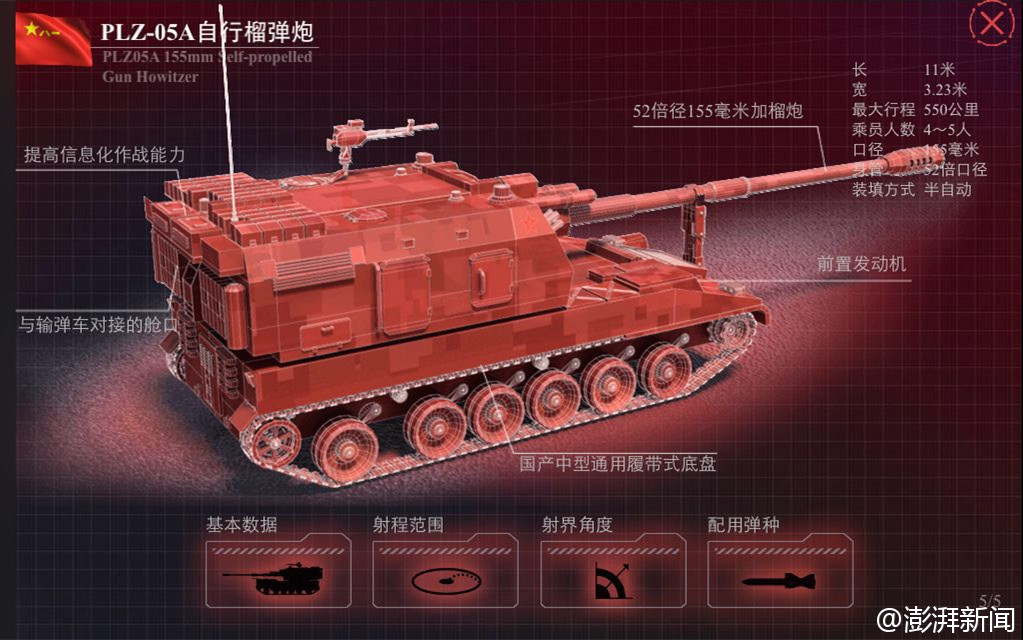 八一
PLZ-05A自行榴弹炮
PLZ05A 155mm Self-propelled
Gun Howitzer
长 11米
宽 3.23米
最大行程 550公里
乘员人数 4～5人
口径 155毫米
身管 52倍口径
装填方式 半自动
52倍径155毫米加榴炮
提高信息化作战能力
前置发动机
与输弹车对接的舱口
国产中型通用履带式底盘
基本数据
射程范围
射界角度
配用弹种
5/5
@澎湃新闻